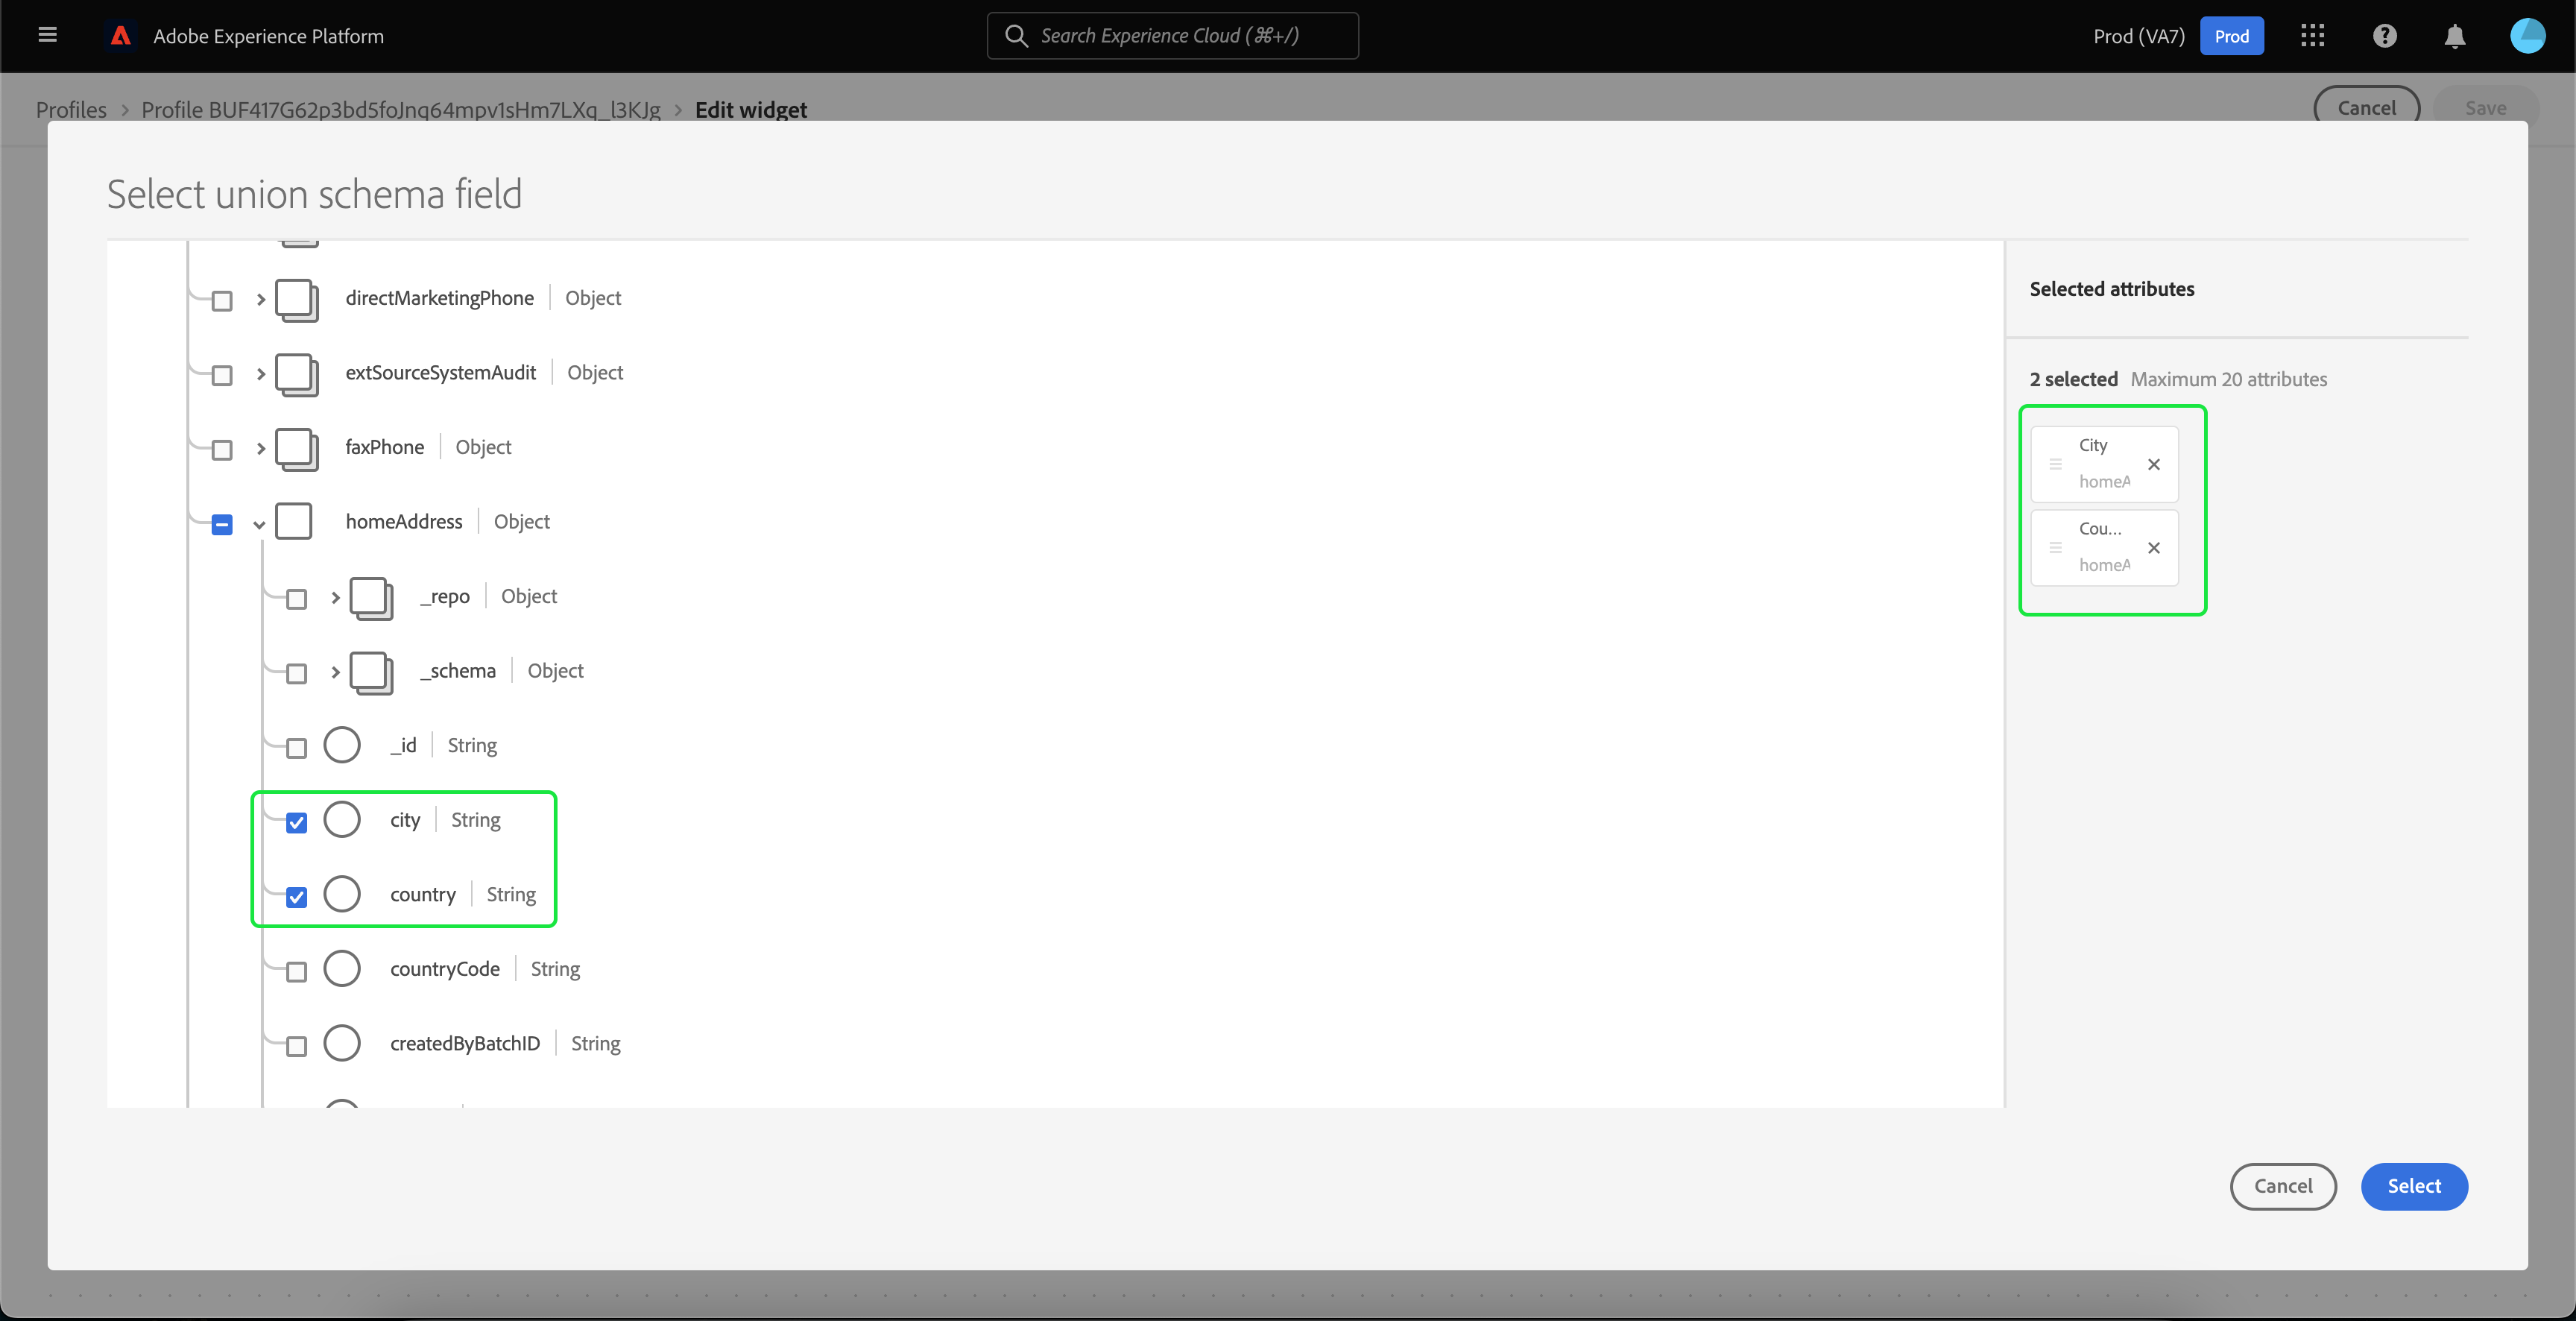 Adobe Experience Platform
Search Experience Cloud (⌘+/)
Prod (VA7)
Prod
Profiles > Profile BUF417G62p3bd5foJnq64mpv1sHm7LXq_l3KJg > Edit widget
Cancel
Save
Select union schema field
directMarketingPhone | Object
extSourceSystemAudit | Object
faxPhone | Object
homeAddress | Object
_repo | Object
_schema | Object
_id | String
city | String
country | String
countryCode | String
createdByBatchID | String
Selected attributes
2 selected Maximum 20 attributes
City
homeA
Cou...
homeA
Cancel
Select